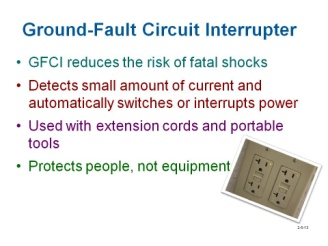 Ground-Fault Circuit Interrupter
• GFCI reduces the risk of fatal shocks
• Detects small amount of current and
automatically switches or interrupts power
• Used with extension cords and portable
tools
• Protects people, not equipment